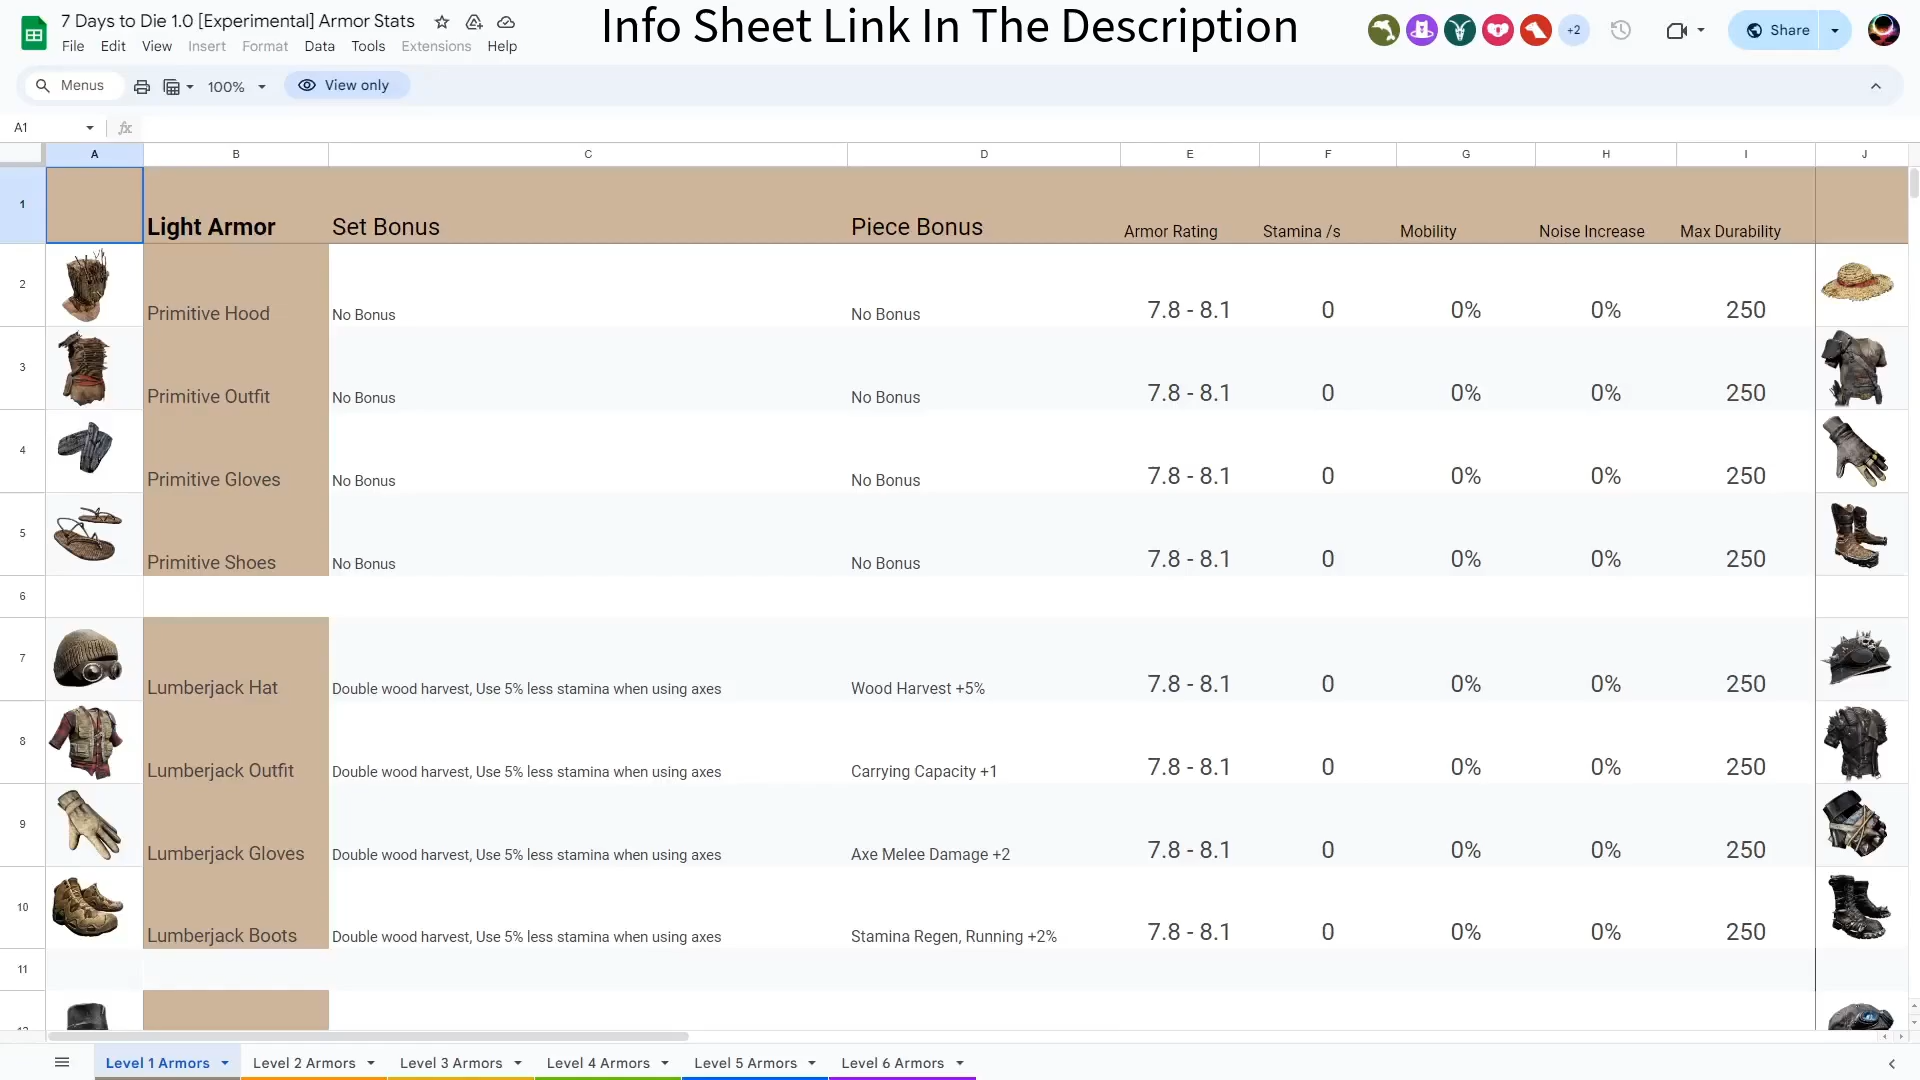 7 Days to Die 1.0 [Experimental] Armor Stats
Info Sheet Link In The Description
+2
Share
File Edit View Insert Format Data Tools Extensions Help
Menus 100% View only
A1 fx
A B C D E F G H I J
1 Light Armor Set Bonus Piece Bonus Armor Rating Stamina /s Mobility Noise Increase Max Durability
2 Primitive Hood No Bonus No Bonus 7.8 - 8.1 0 0% 0% 250
3 Primitive Outfit No Bonus No Bonus 7.8 - 8.1 0 0% 0% 250
4 Primitive Gloves No Bonus No Bonus 7.8 - 8.1 0 0% 0% 250
5 Primitive Shoes No Bonus No Bonus 7.8 - 8.1 0 0% 0% 250
6
7 Lumberjack Hat Double wood harvest, Use 5% less stamina when using axes Wood Harvest +5% 7.8 - 8.1 0 0% 0% 250
8 Lumberjack Outfit Double wood harvest, Use 5% less stamina when using axes Carrying Capacity +1 7.8 - 8.1 0 0% 0% 250
9 Lumberjack Gloves Double wood harvest, Use 5% less stamina when using axes Axe Melee Damage +2 7.8 - 8.1 0 0% 0% 250
10 Lumberjack Boots Double wood harvest, Use 5% less stamina when using axes Stamina Regen, Running +2% 7.8 - 8.1 0 0% 0% 250
11
Level 1 Armors Level 2 Armors Level 3 Armors Level 4 Armors Level 5 Armors Level 6 Armors